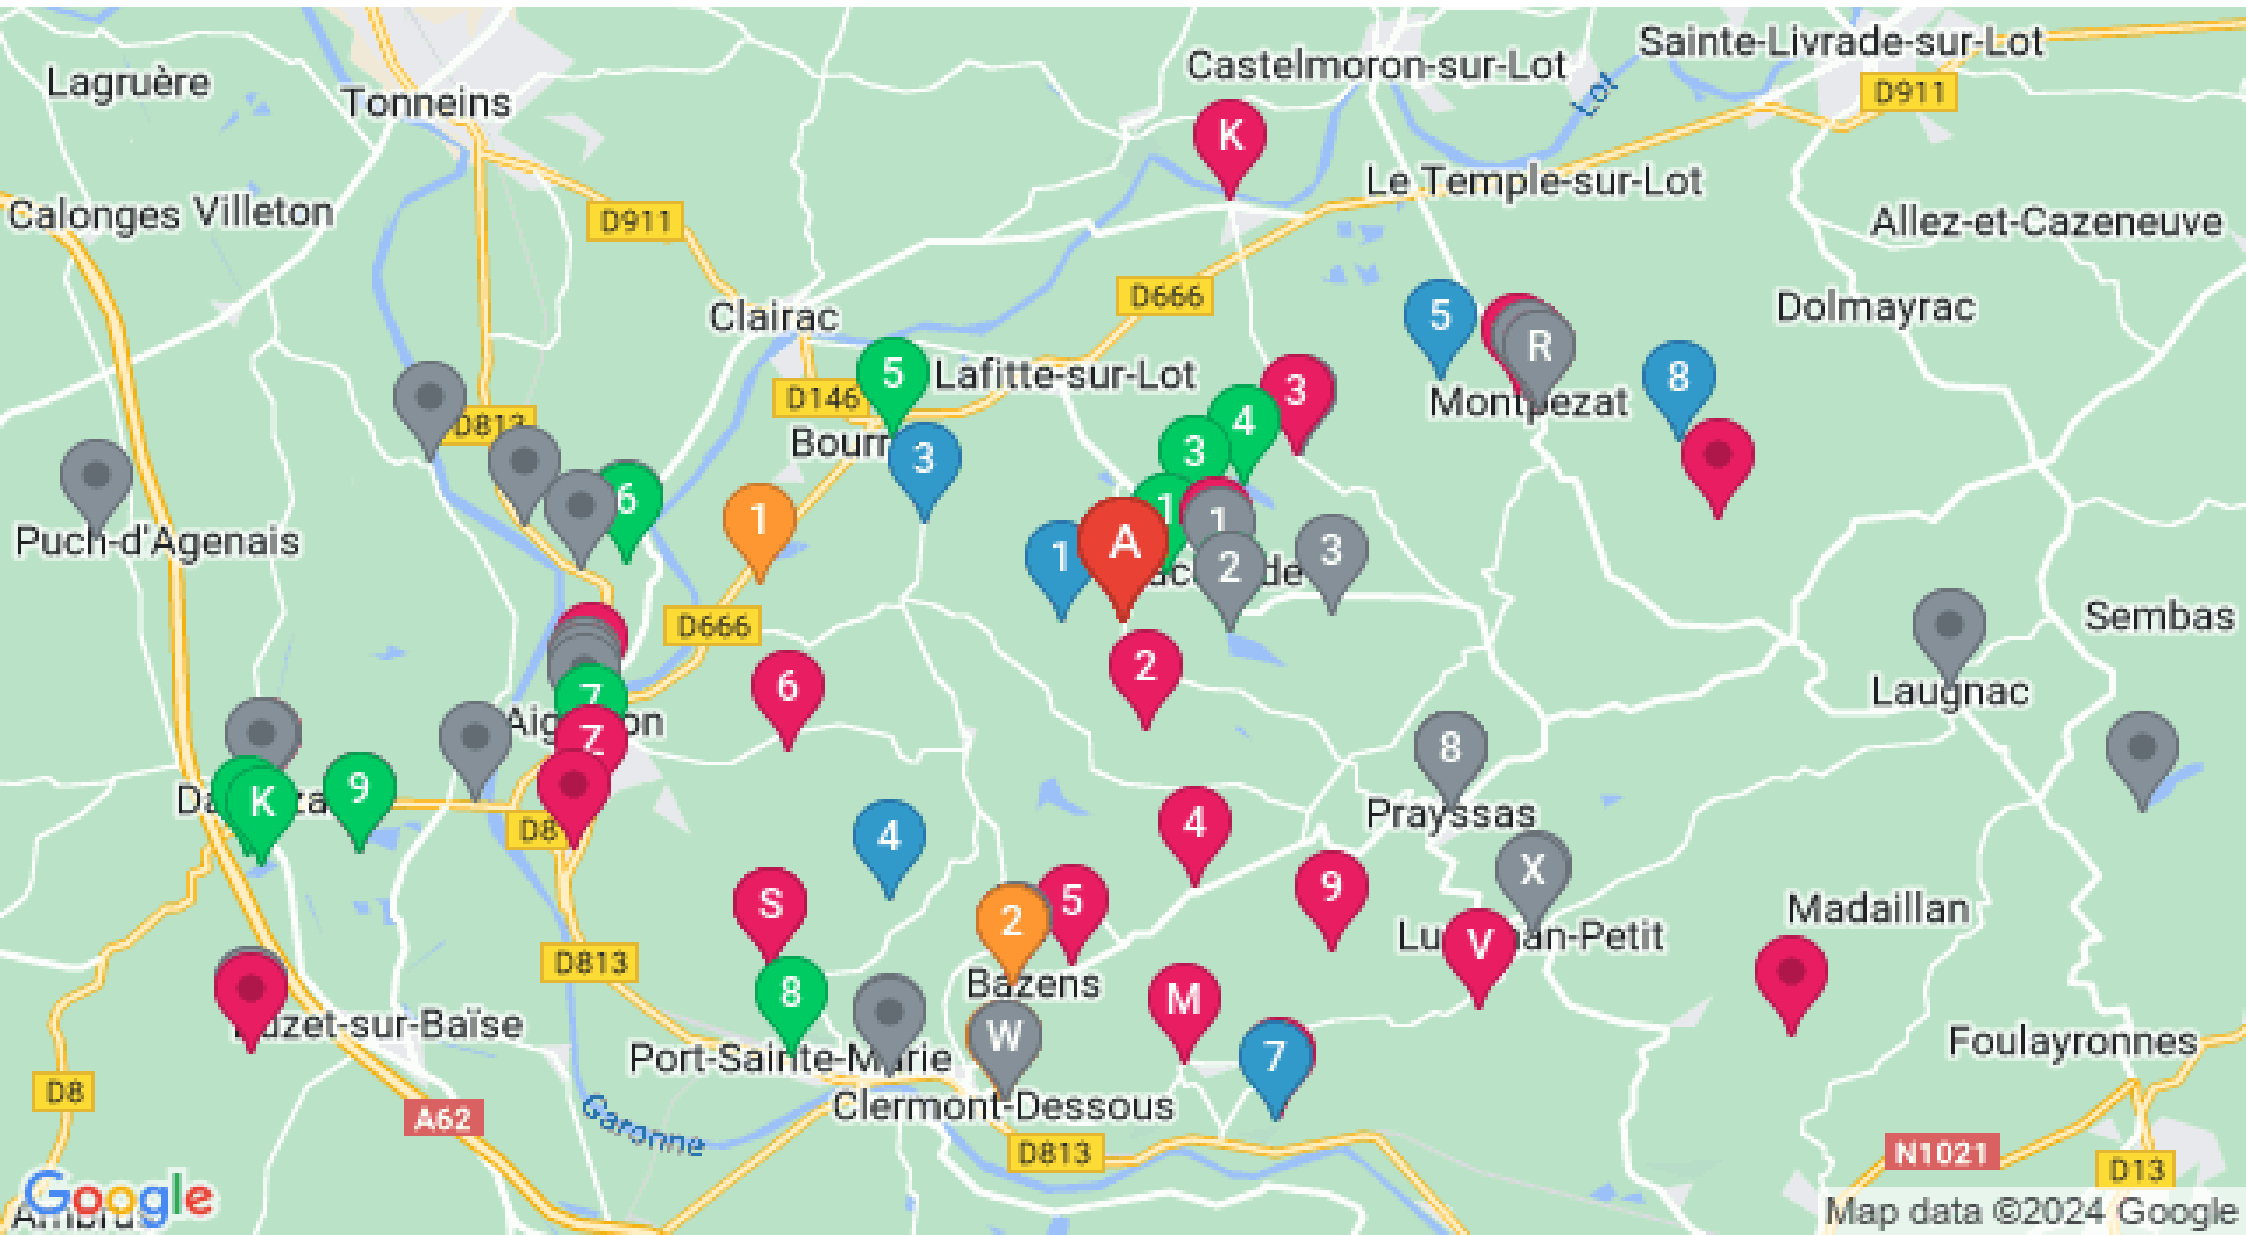 Sainte-Livrade-sur-Lot
Castelmoron-sur-Lot
Lagruère
Tonneins
Lot
D911
K
Le Temple-sur-Lot
Calonges
Villeton
D911
Allez-et-Cazeneuve
D666
Dolmayrac
Clairac
5
R
5
Lafitte-sur-Lot
3
8
D146
Montpezat
4
3
3
6
1
1
1
Puch-d'Agenais
1
A
2
3
D666
Sembas
2
6
7
Laugnac
Z
8
K
9
4
4
Prayssas
X
9
S
2
5
Madaillan
V
D813
8
Bazens
M
W
7
Foulayronnes
Port-Sainte-Marie
D8
A62
Garonne
Clermont-Dessous
D813
N1021
D13
Google
Map data ©2024 Google